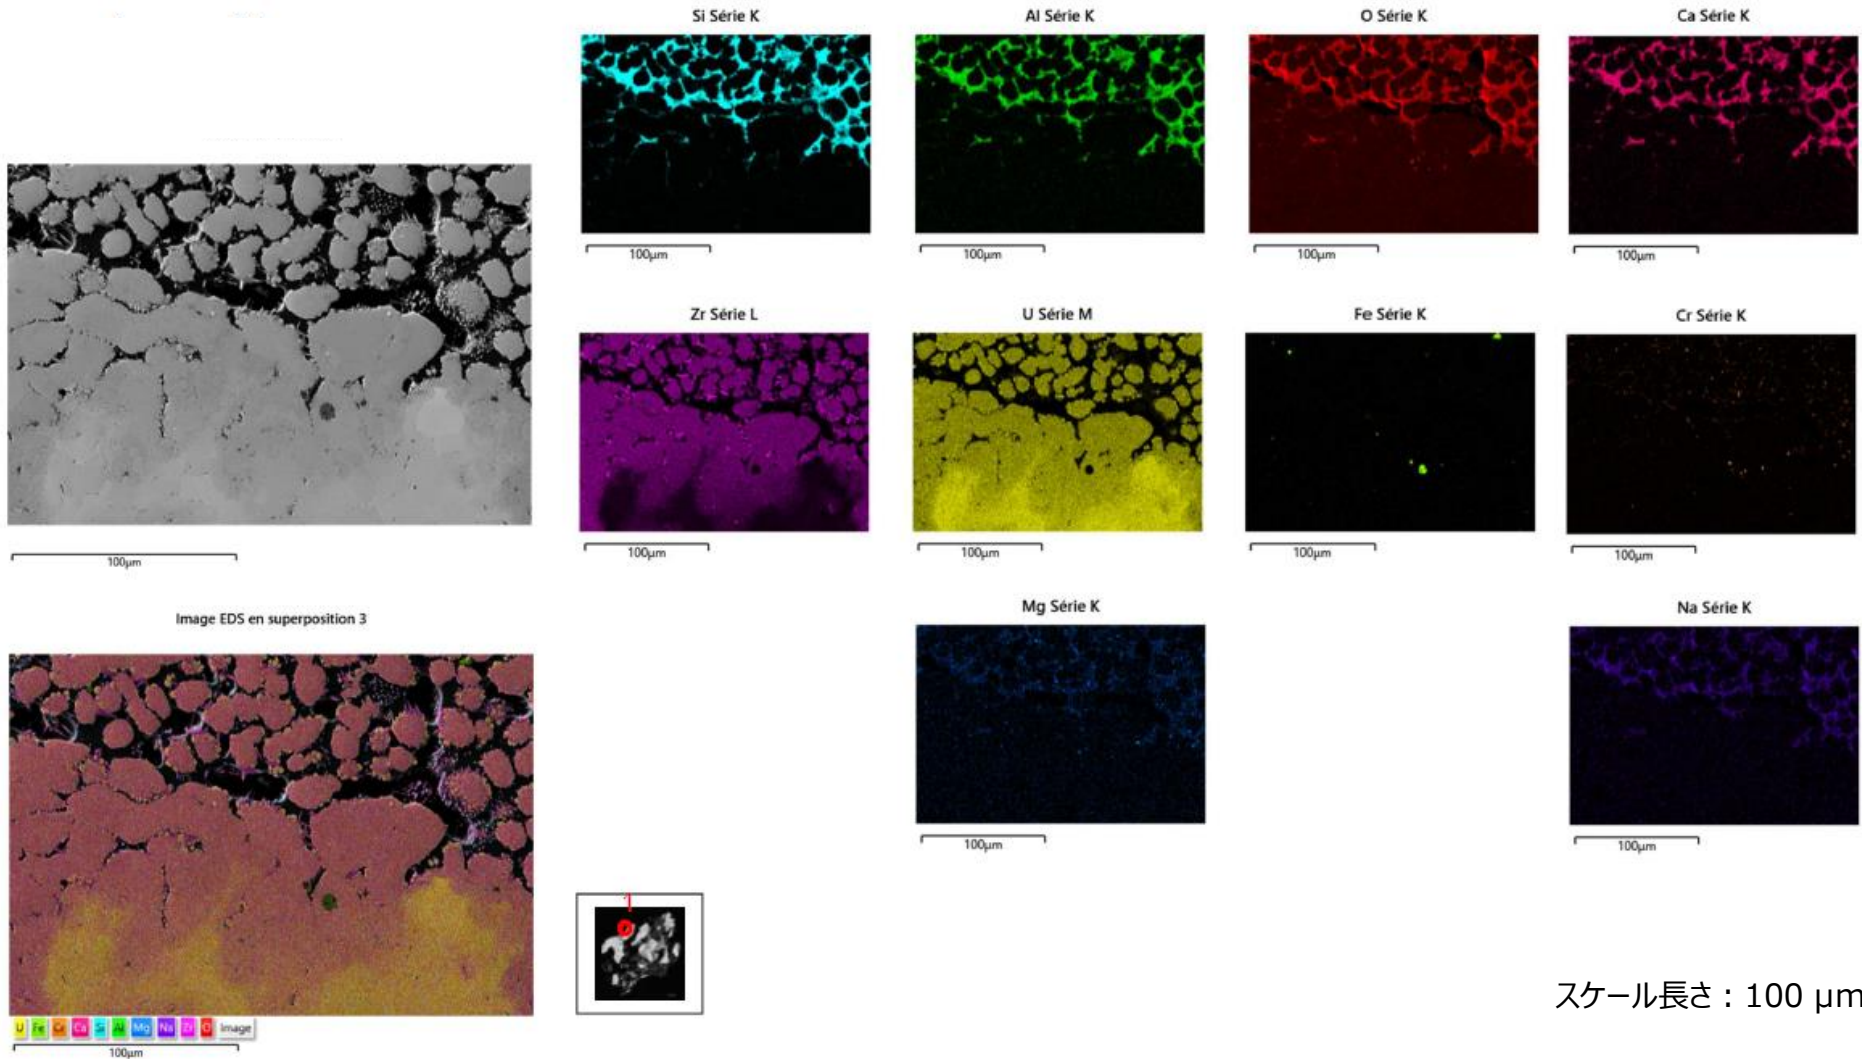 Si Série K
Al Série K
O Série K
Ca Série K
100µm
100µm
100µm
100µm
Zr Série L
U Série M
Fe Série K
Cr Série K
100µm
100µm
100µm
100µm
100µm
Image EDS en superposition 3
Mg Série K
Na Série K
100µm
100µm
1
U Fe Cr Ca Si Al Mg Na Zr O Image
100µm
スケール長さ：100 µm